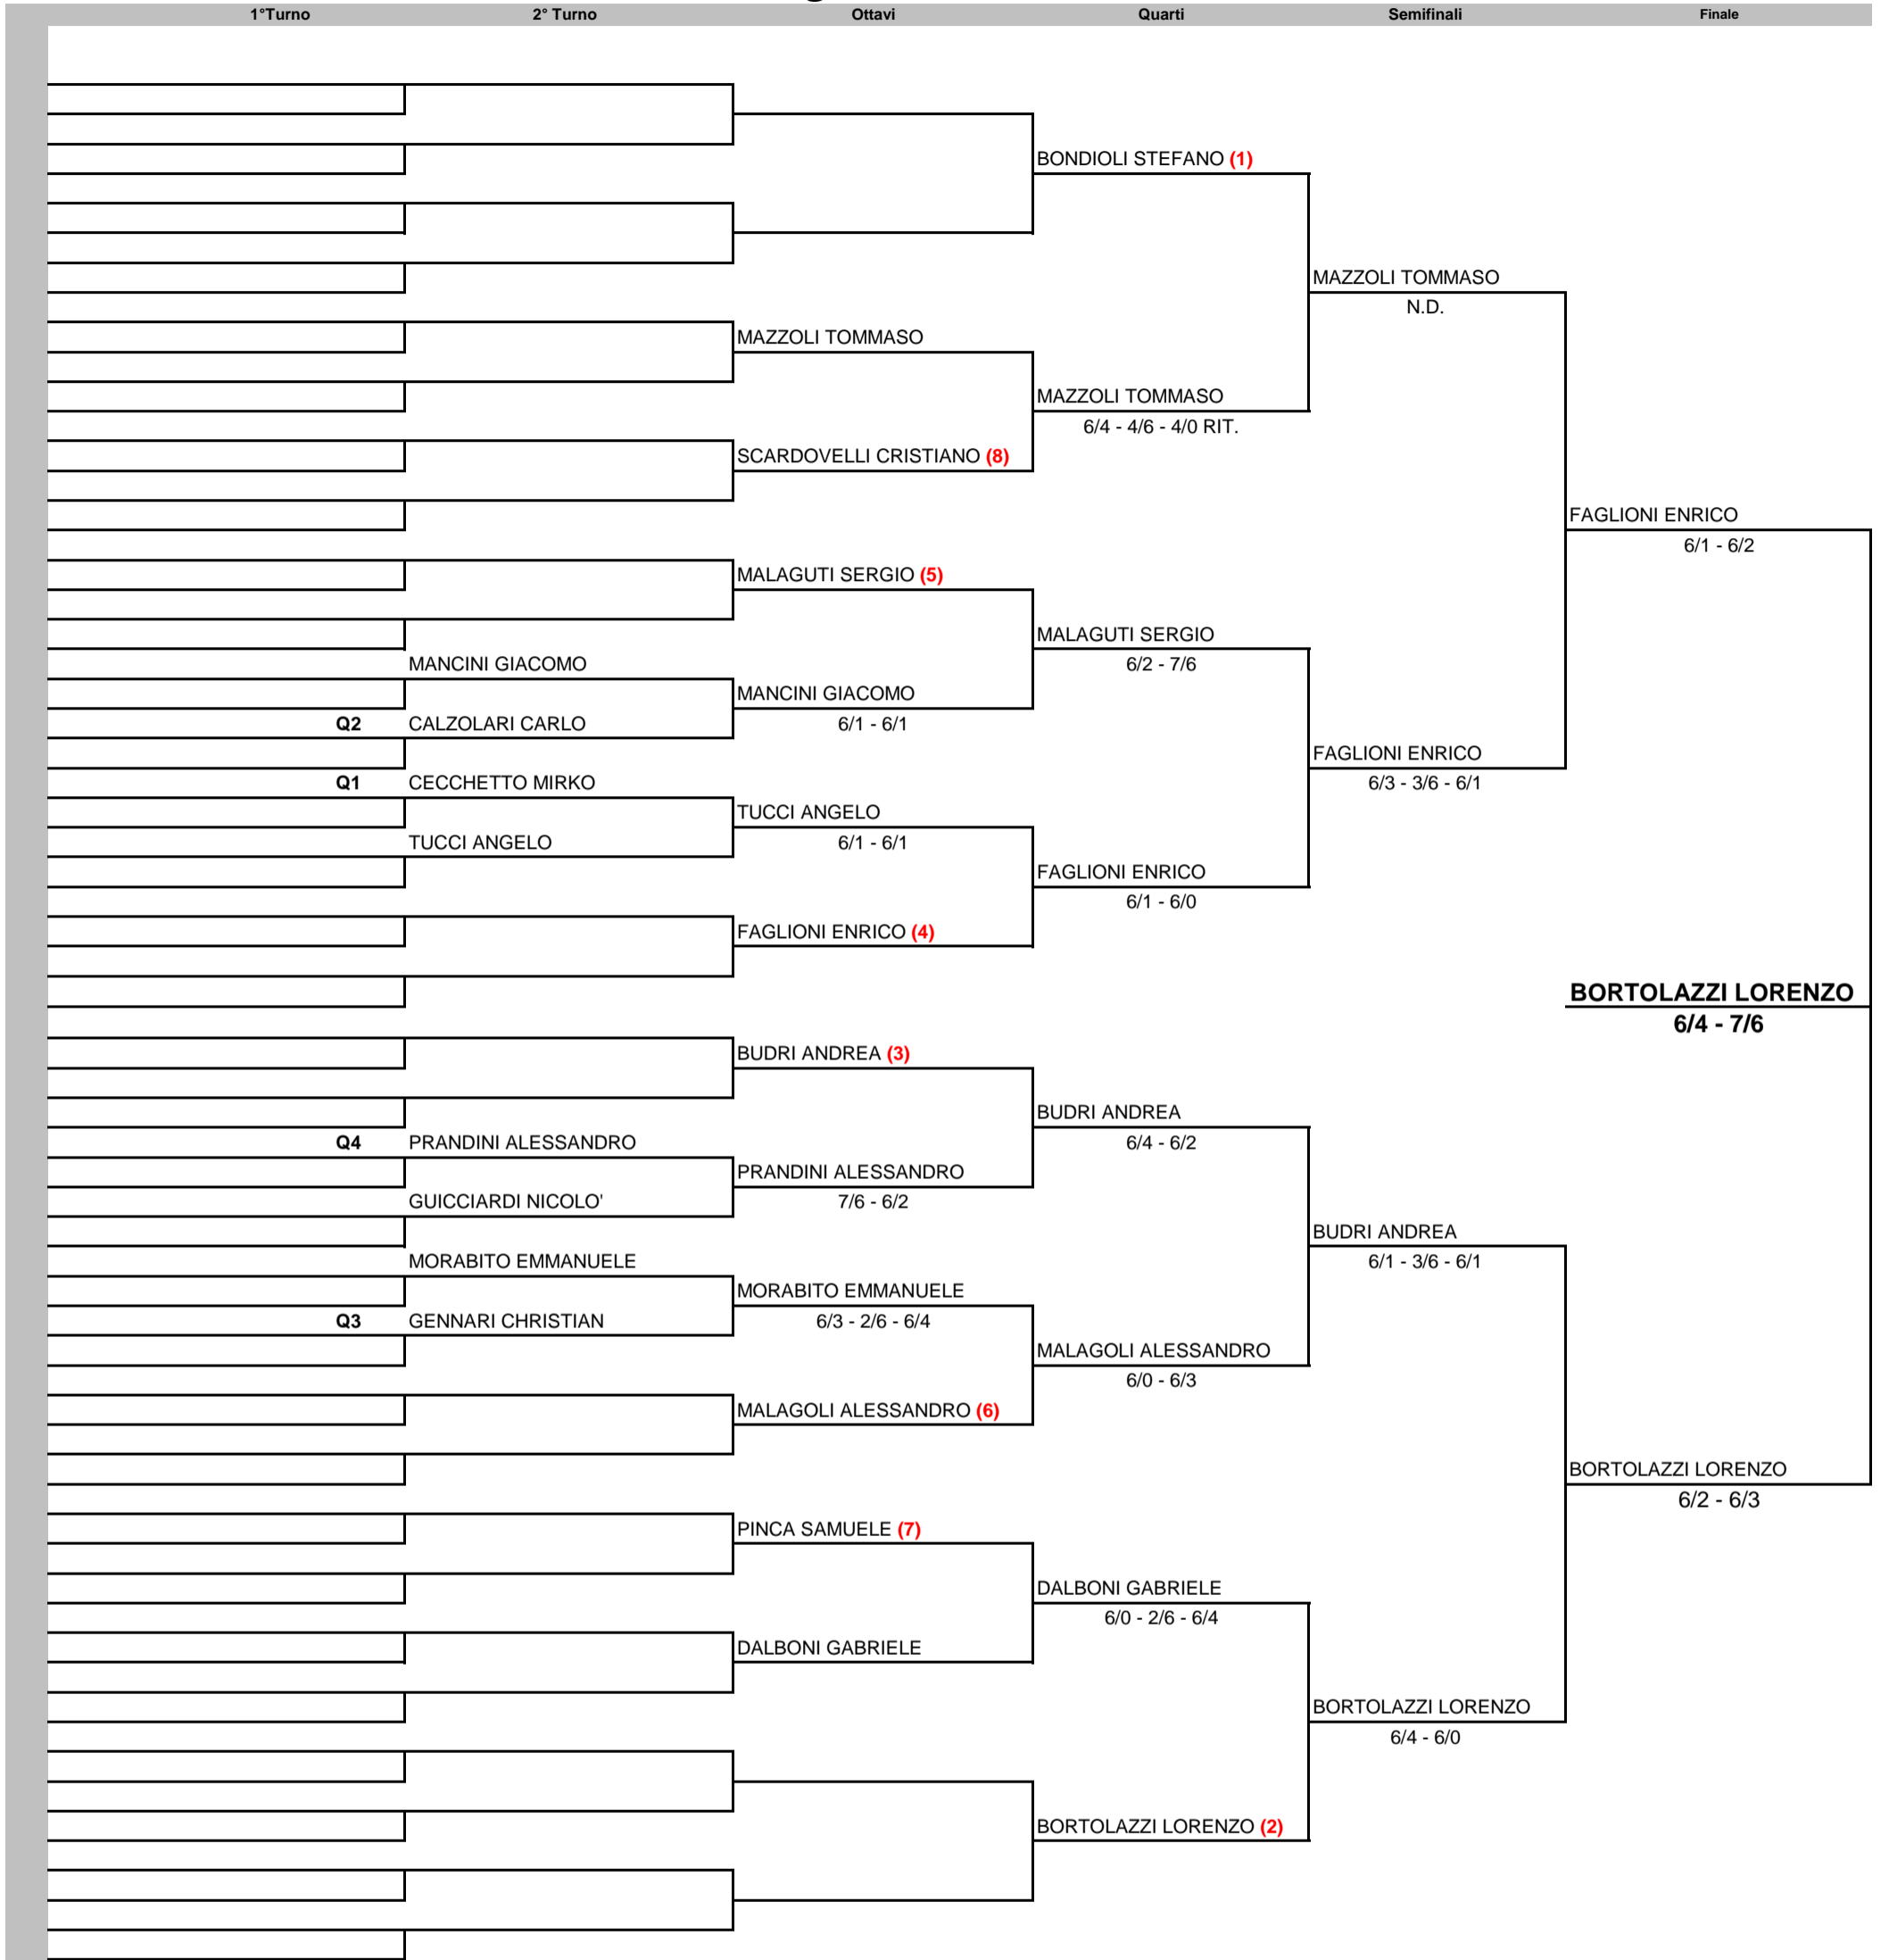 1°Turno 2° Turno Ottavi Quarti Semifinali Finale
BONDIOLI STEFANO (1)
MAZZOLI TOMMASO
N.D.
MAZZOLI TOMMASO
MAZZOLI TOMMASO
6/4 - 4/6 - 4/0 RIT.
SCARDOVELLI CRISTIANO (8)
FAGLIONI ENRICO
6/1 - 6/2
MALAGUTI SERGIO (5)
MALAGUTI SERGIO
MANCINI GIACOMO 6/2 - 7/6
MANCINI GIACOMO
Q2 CALZOLARI CARLO 6/1 - 6/1
FAGLIONI ENRICO
Q1 CECCHETTO MIRKO 6/3 - 3/6 - 6/1
TUCCI ANGELO
TUCCI ANGELO 6/1 - 6/1
FAGLIONI ENRICO
6/1 - 6/0
FAGLIONI ENRICO (4)
BORTOLAZZI LORENZO
6/4 - 7/6
BUDRI ANDREA (3)
BUDRI ANDREA
Q4 PRANDINI ALESSANDRO 6/4 - 6/2
PRANDINI ALESSANDRO
GUICCIARDI NICOLO' 7/6 - 6/2
BUDRI ANDREA
MORABITO EMMANUELE 6/1 - 3/6 - 6/1
MORABITO EMMANUELE
Q3 GENNARI CHRISTIAN 6/3 - 2/6 - 6/4
MALAGOLI ALESSANDRO
6/0 - 6/3
MALAGOLI ALESSANDRO (6)
BORTOLAZZI LORENZO
6/2 - 6/3
PINCA SAMUELE (7)
DALBONI GABRIELE
6/0 - 2/6 - 6/4
DALBONI GABRIELE
BORTOLAZZI LORENZO
6/4 - 6/0
BORTOLAZZI LORENZO (2)